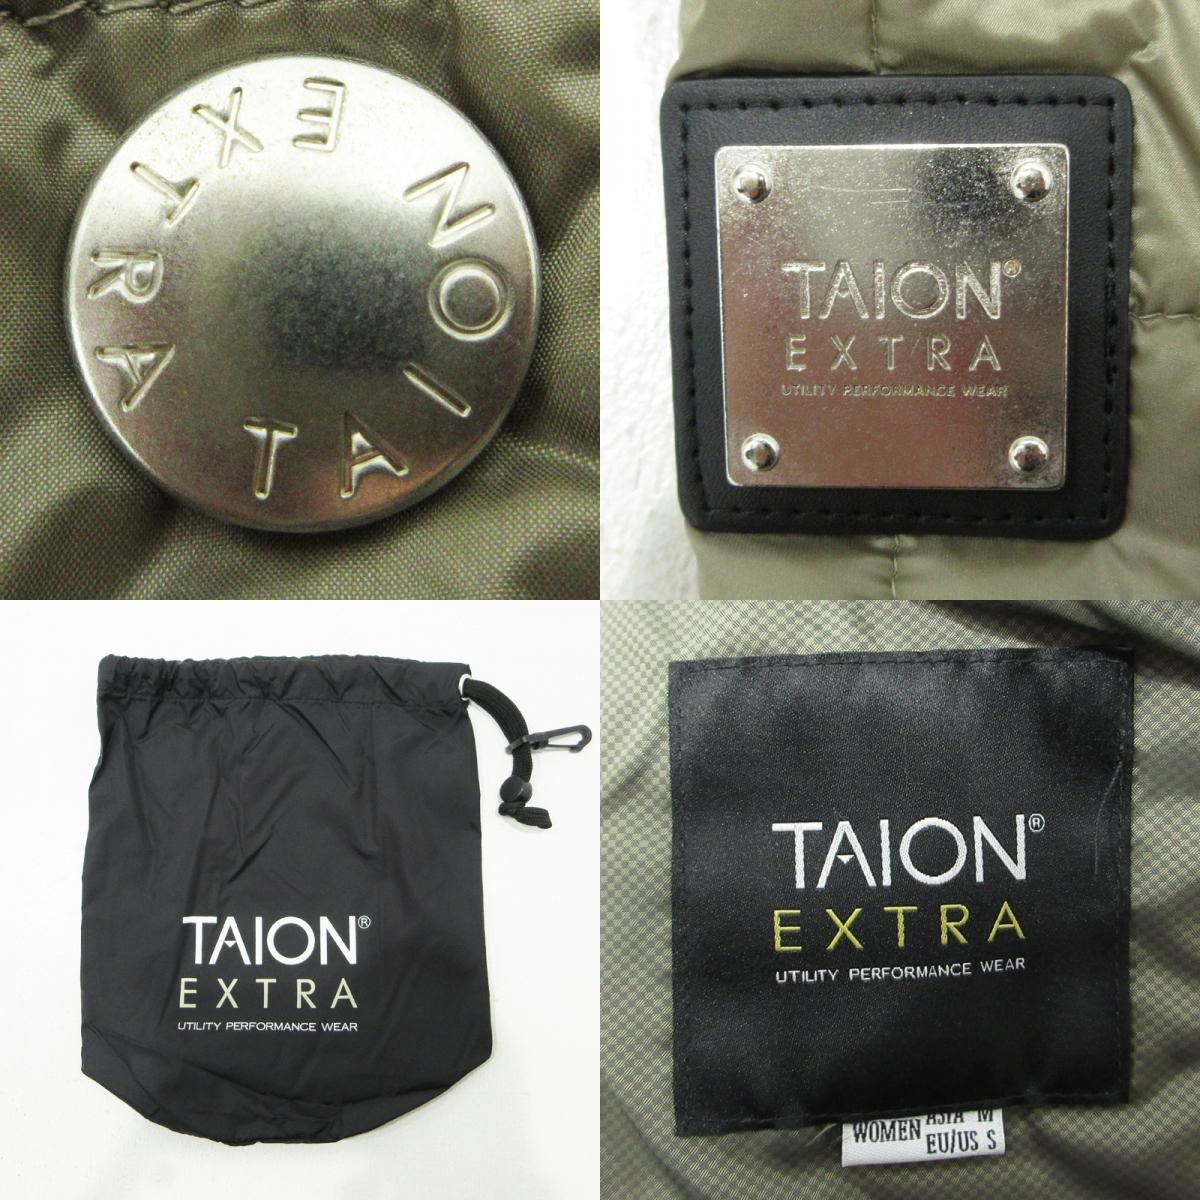 TAION EXTRA
TAION®
EXTRA
UTILITY PERFORMANCE WEAR
TAION®
EXTRA
UTILITY PERFORMANCE WEAR
TAION®
EXTRA
UTILITY PERFORMANCE WEAR
WOMEN ASIA M
EU/US S